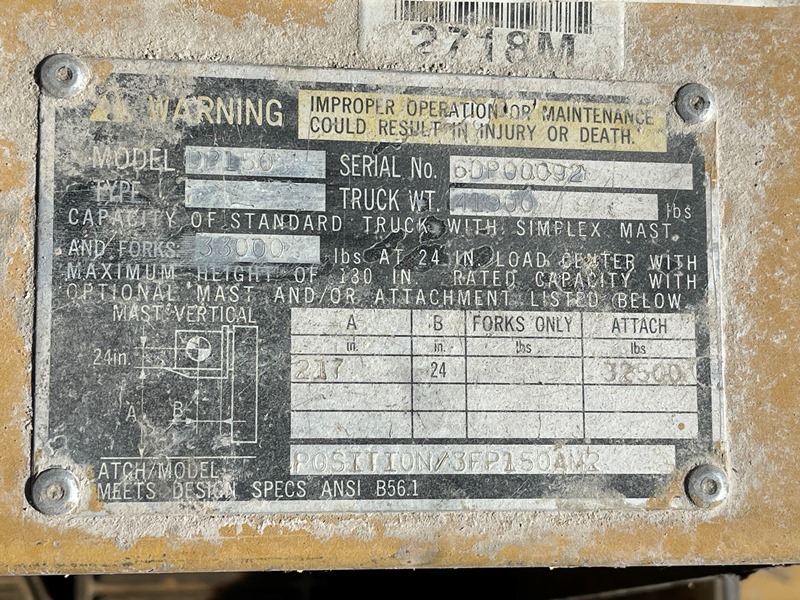 2718M
WARNING IMPROPER OPERATION OR MAINTENANCE
COULD RESULT IN INJURY OR DEATH.
MODEL DP150 SERIAL No. 6DP00092
TYPE TRUCK WT. lbs
CAPACITY OF STANDARD TRUCK WITH SIMPLEX MAST
AND FORKS 33000 lbs AT 24 IN. LOAD CENTER WITH
MAXIMUM HEIGHT OF 130 IN. RATED CAPACITY WITH
OPTIONAL MAST AND/OR ATTACHMENT LISTED BELOW
MAST VERTICAL
A B FORKS ONLY ATTACH
in. in. lbs lbs
217 24 32500
24in.
A
B
POSITION/3FP150AM2
ATCH/MODEL
MEETS DESIGN SPECS ANSI B56.1